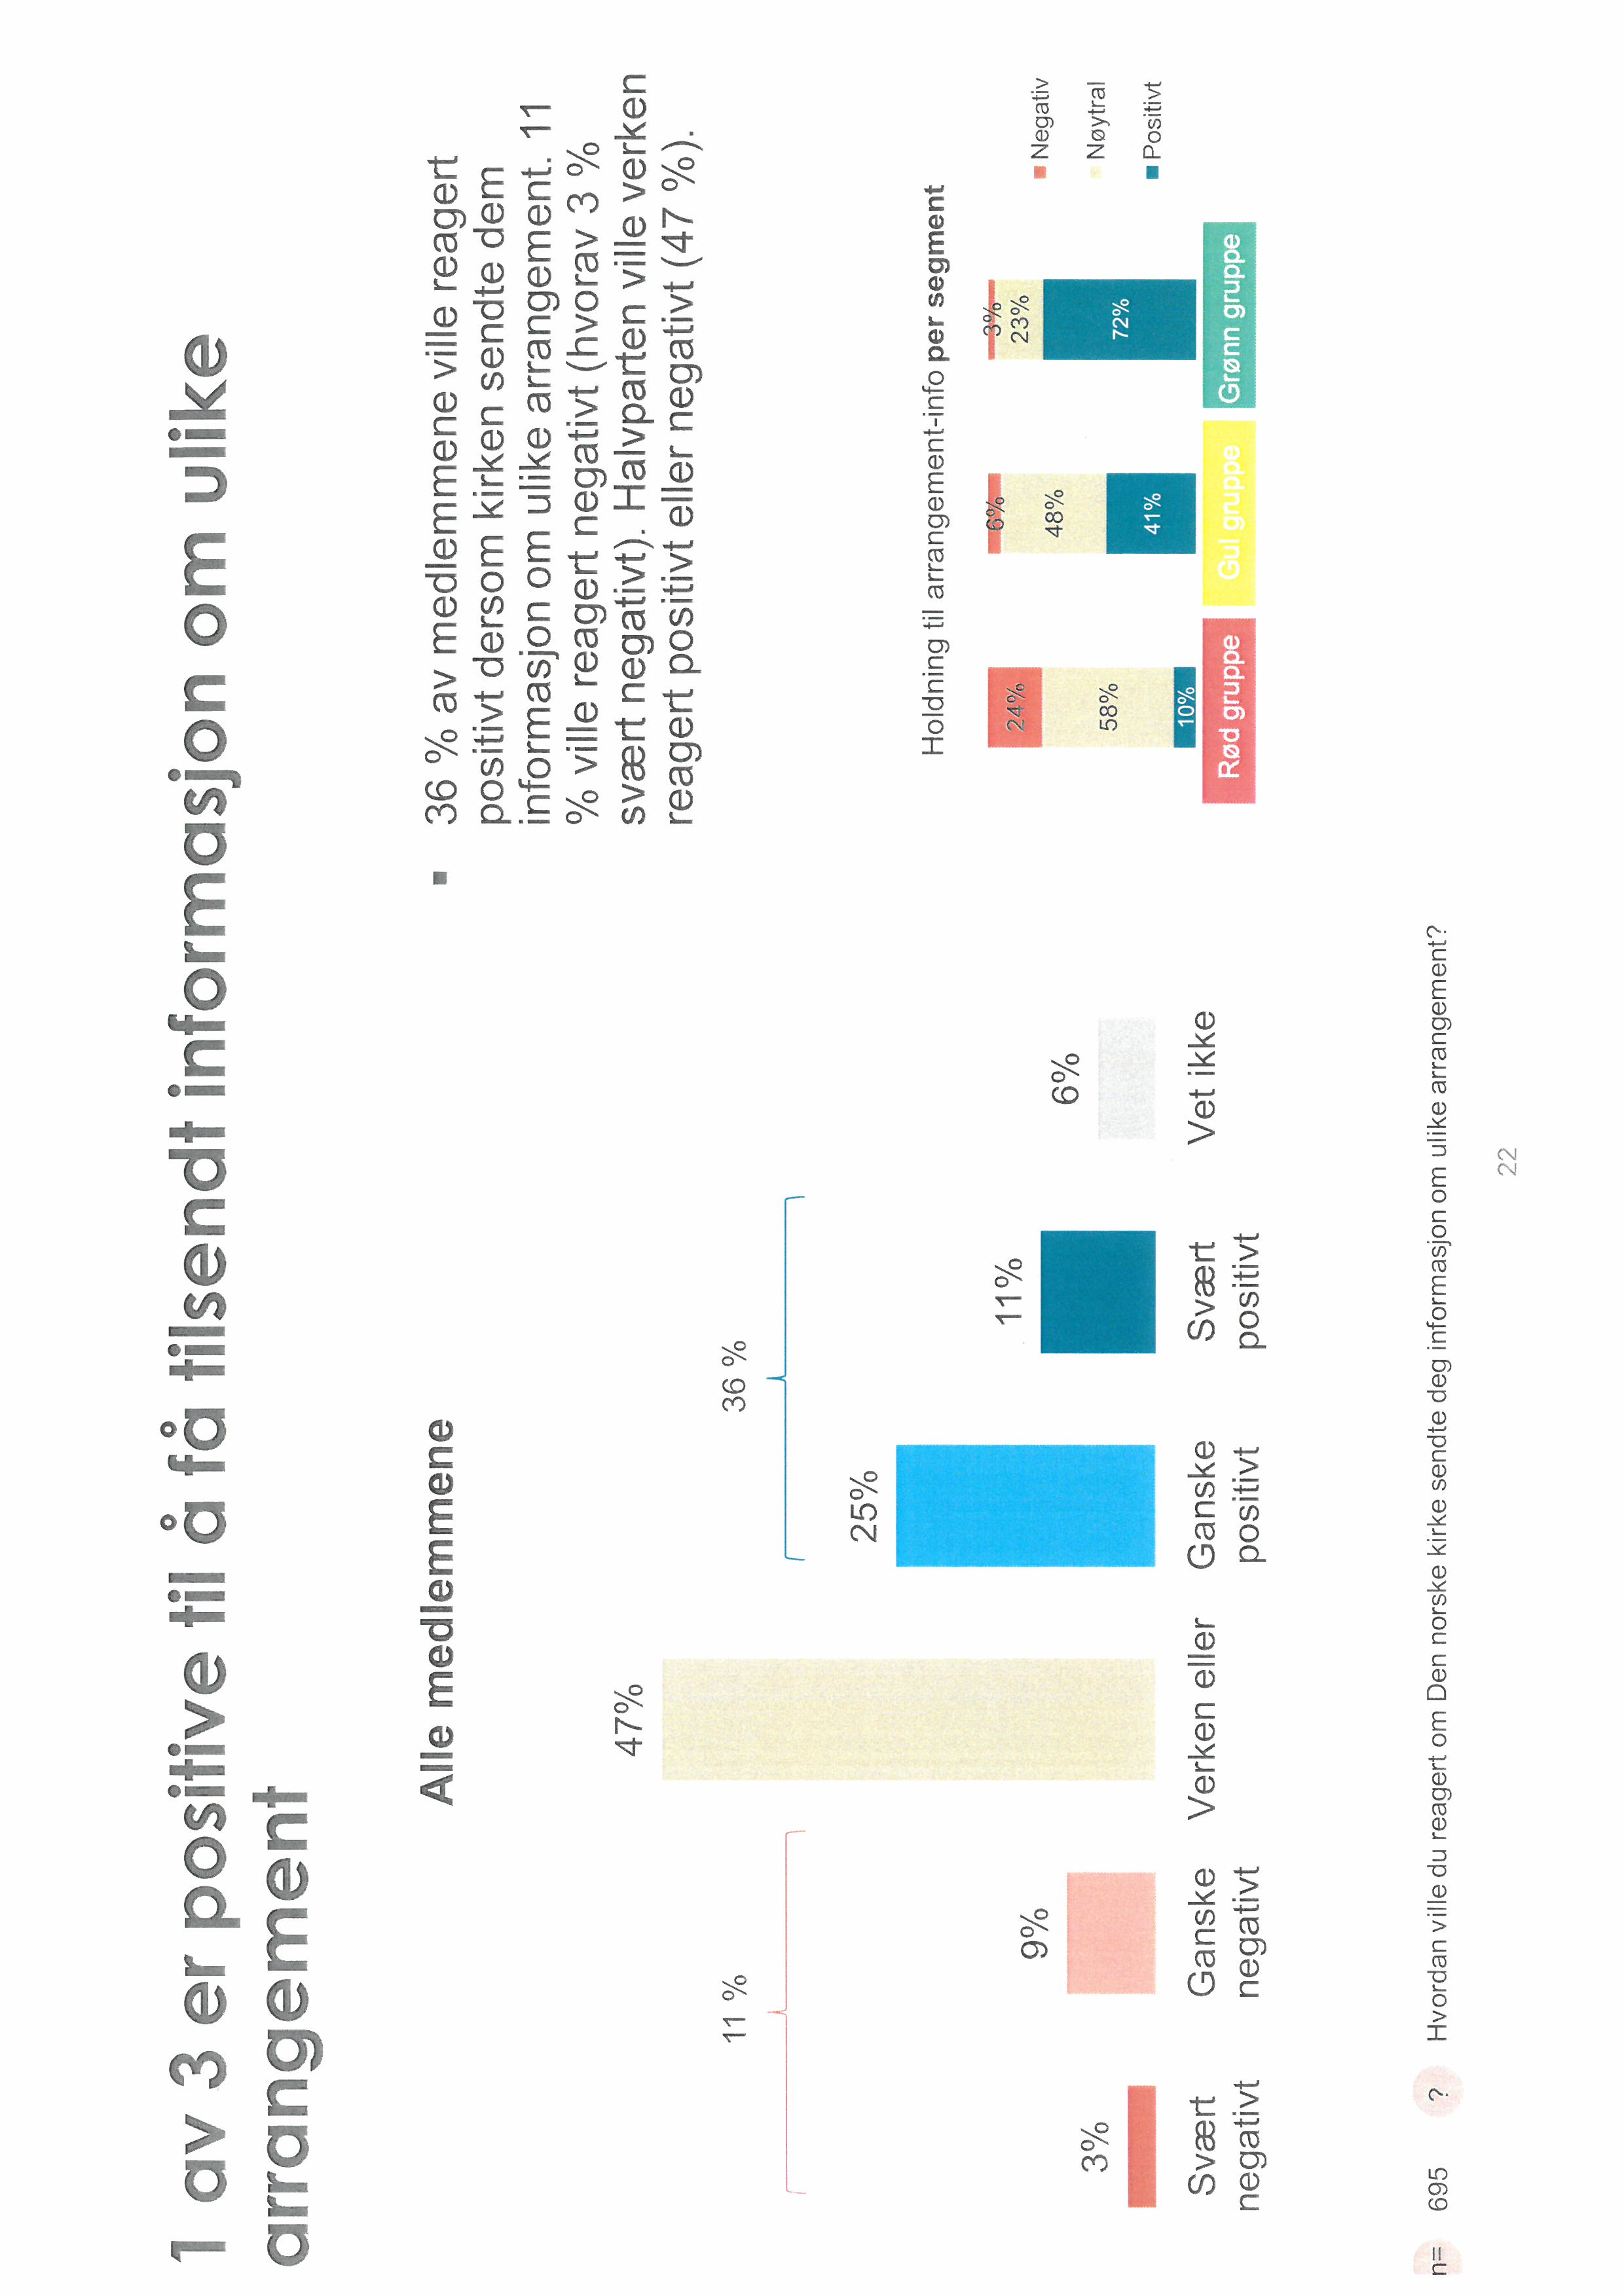 1 av 3 er positive til å få tilsendt informasjon om ulike
arrangement
Alle medlemmene
11 %
36 %
3%
9%
47%
25%
11%
6%
Svært
negativt
Ganske
negativt
Verken eller
Ganske
positivt
Svært
positivt
Vet ikke
▪ 36 % av medlemmene ville reagert
positivt dersom kirken sendte dem
informasjon om ulike arrangement. 11
% ville reagert negativt (hvorav 3 %
svært negativt). Halvparten ville verken
reagert positivt eller negativt (47 %).
Holdning til arrangement-info per segment
24%
58%
10%
6%
48%
41%
3%
23%
72%
Negativ
Nøytral
Positivt
Rød gruppe
Gul gruppe
Grønn gruppe
n= 695 ? Hvordan ville du reagert om Den norske kirke sendte deg informasjon om ulike arrangement?
22